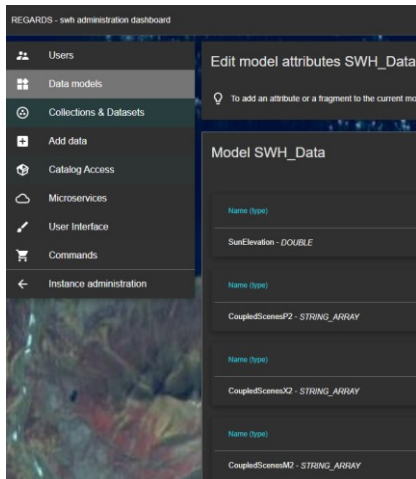 REGARDS - swh administration dashboard
Users
Data models
Collections & Datasets
Add data
Catalog Access
Microservices
User Interface
Commands
Instance administration
Edit model attributes SWH_Data
To add an attribute or a fragment to the current mo
Model SWH_Data
Name (type)
SunElevation - DOUBLE
Name (type)
CoupledScenesP2 - STRING_ARRAY
Name (type)
CoupledScenesX2 - STRING_ARRAY
Name (type)
CoupledScenesM2 - STRING_ARRAY